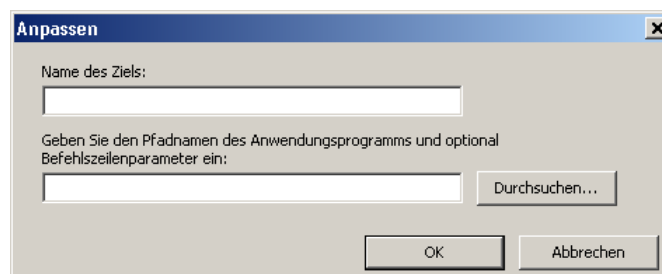 Anpassen
Name des Ziels:
Geben Sie den Pfadnamen des Anwendungsprogramms und optional
Befehlszeilenparameter ein:
Durchsuchen...
OK
Abbrechen